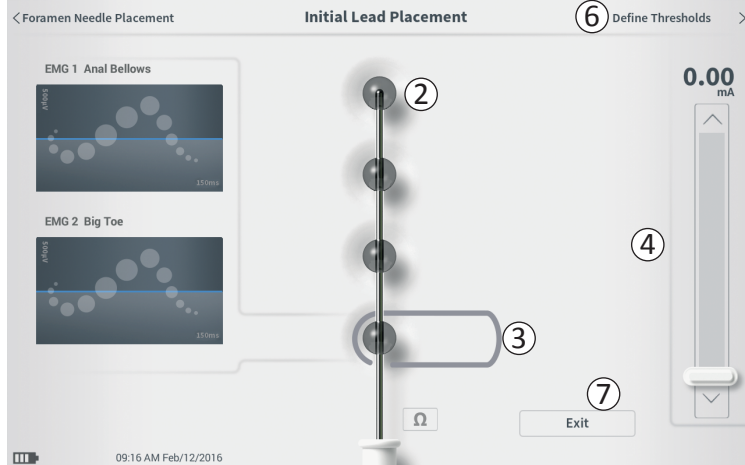 Foramen Needle Placement
Initial Lead Placement
6 Define Thresholds
EMG 1 Anal Bellows
500µV
150ms
EMG 2 Big Toe
500µV
150ms
2
3
0.00
mA
4
7
Ω
Exit
09:16 AM Feb/12/2016